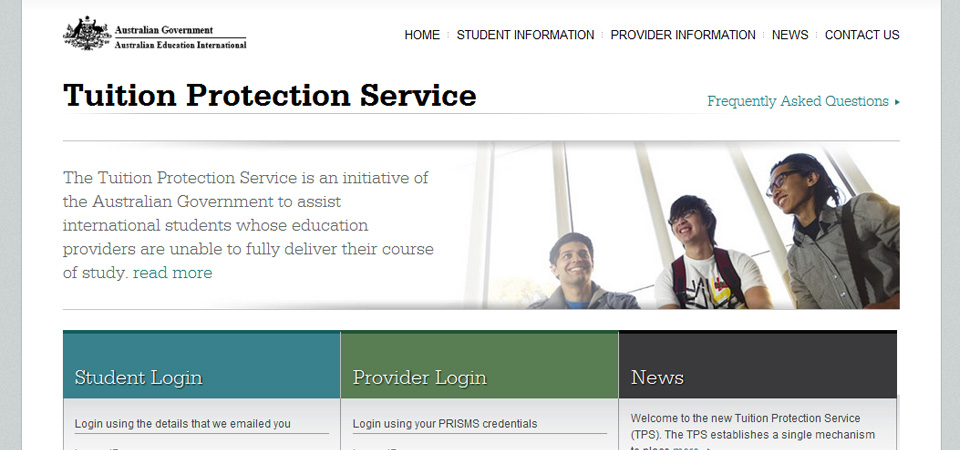 Australian Government
Australian Education International
HOME STUDENT INFORMATION PROVIDER INFORMATION NEWS CONTACT US
Tuition Protection Service
Frequently Asked Questions
The Tuition Protection Service is an initiative of
the Australian Government to assist
international students whose education
providers are unable to fully deliver their course
of study. read more
Student Login
Login using the details that we emailed you
Provider Login
Login using your PRISMS credentials
News
Welcome to the new Tuition Protection Service
(TPS). The TPS establishes a single mechanism
to place more